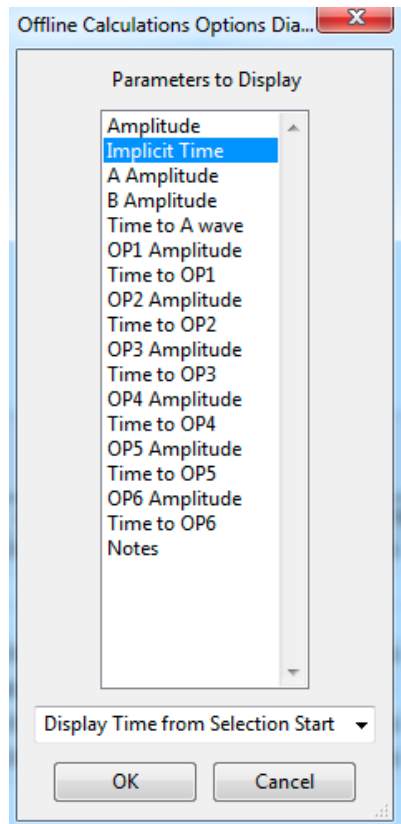 Offline Calculations Options Dia...
Parameters to Display
Amplitude
Implicit Time
A Amplitude
B Amplitude
Time to A wave
OP1 Amplitude
Time to OP1
OP2 Amplitude
Time to OP2
OP3 Amplitude
Time to OP3
OP4 Amplitude
Time to OP4
OP5 Amplitude
Time to OP5
OP6 Amplitude
Time to OP6
Notes
Display Time from Selection Start
OK Cancel